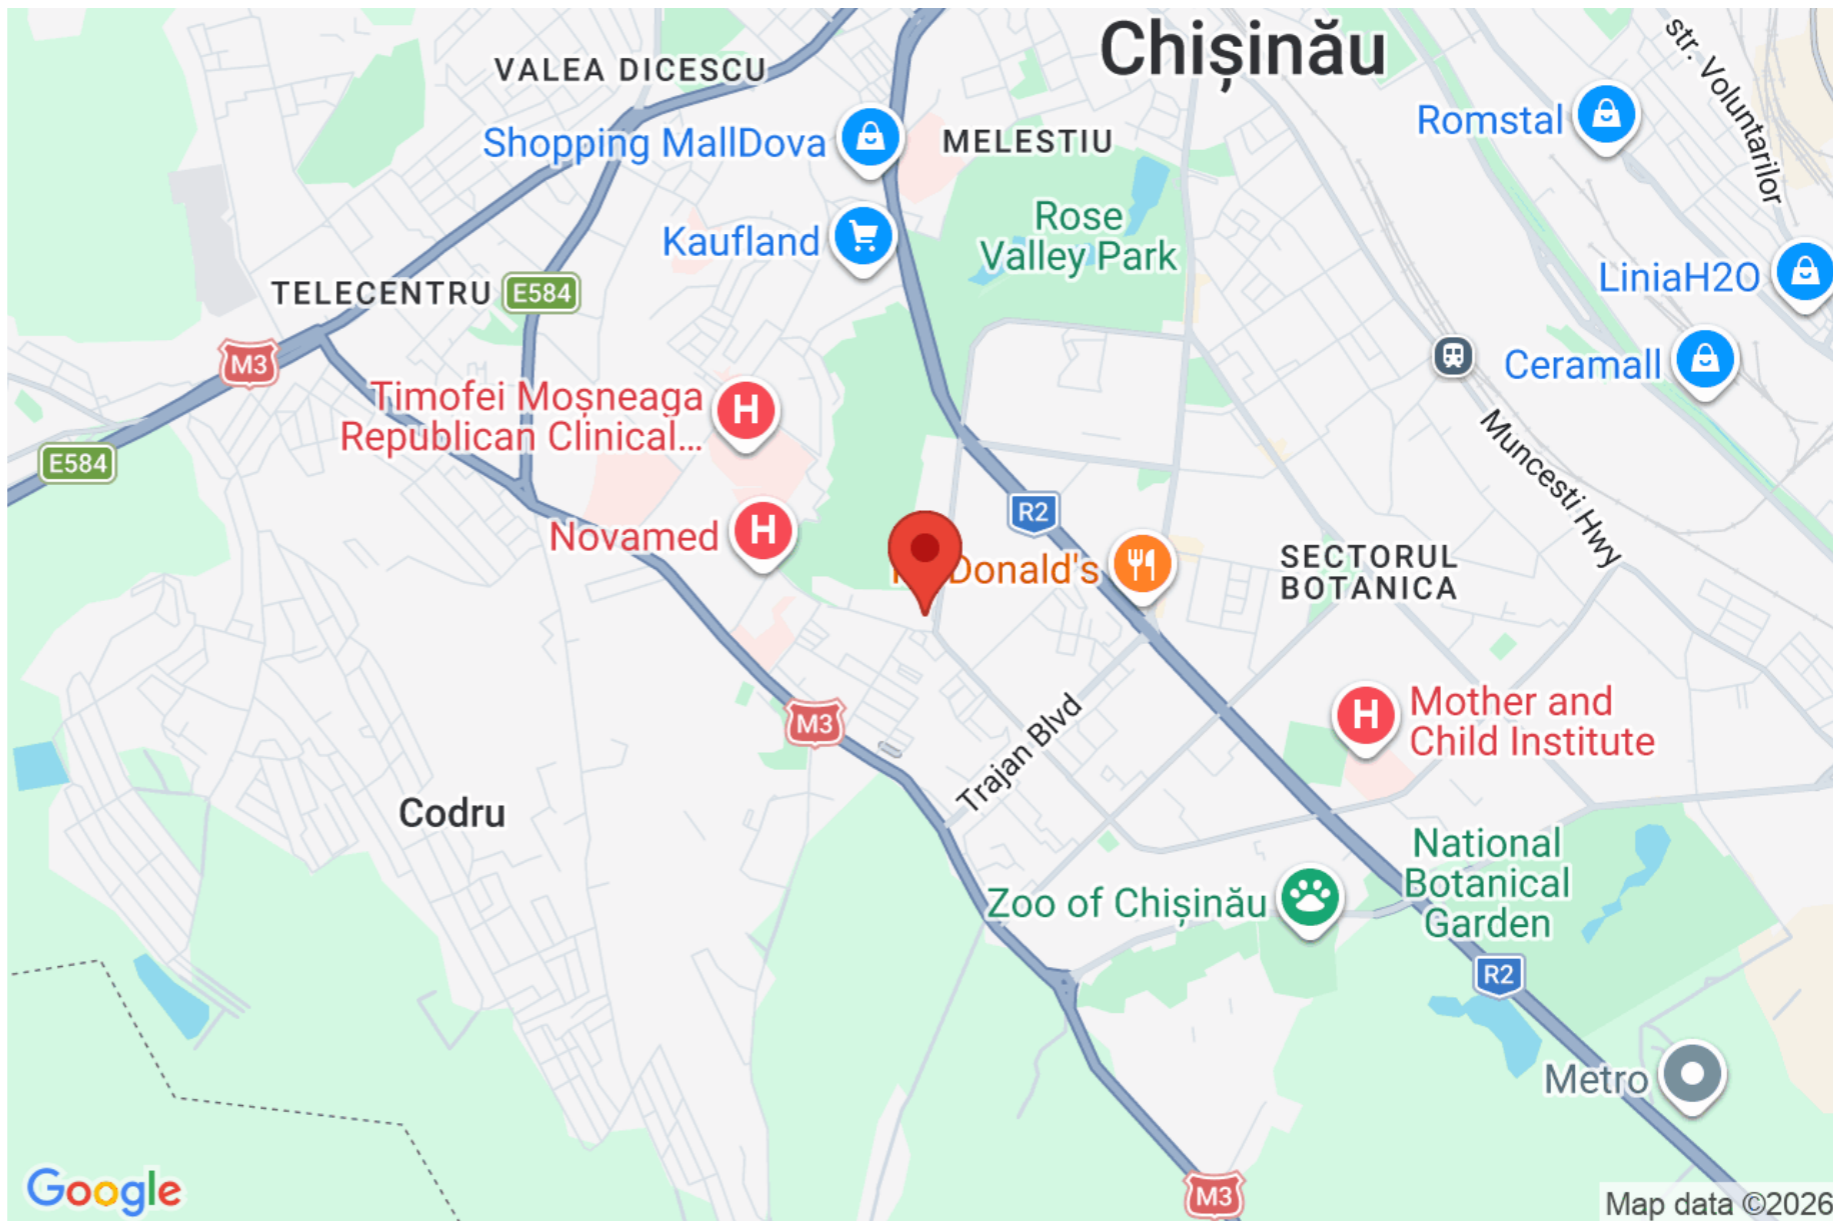 Chișinău
str. Voluntarilor
VALEA DICESCU
Romstal
Shopping MallDova
MELESTIU
Rose
Valley Park
Kaufland
LiniaH2O
TELECENTRU
E584
M3
Ceramall
Timofei Moșneaga
Republican Clinical...
E584
Muncesti Hwy
R2
Novamed
Donald's
SECTORUL
BOTANICA
Mother and
Child Institute
M3
Trajan Blvd
Codru
National
Botanical
Garden
Zoo of Chișinău
R2
Metro
M3
Google
Map data ©2026